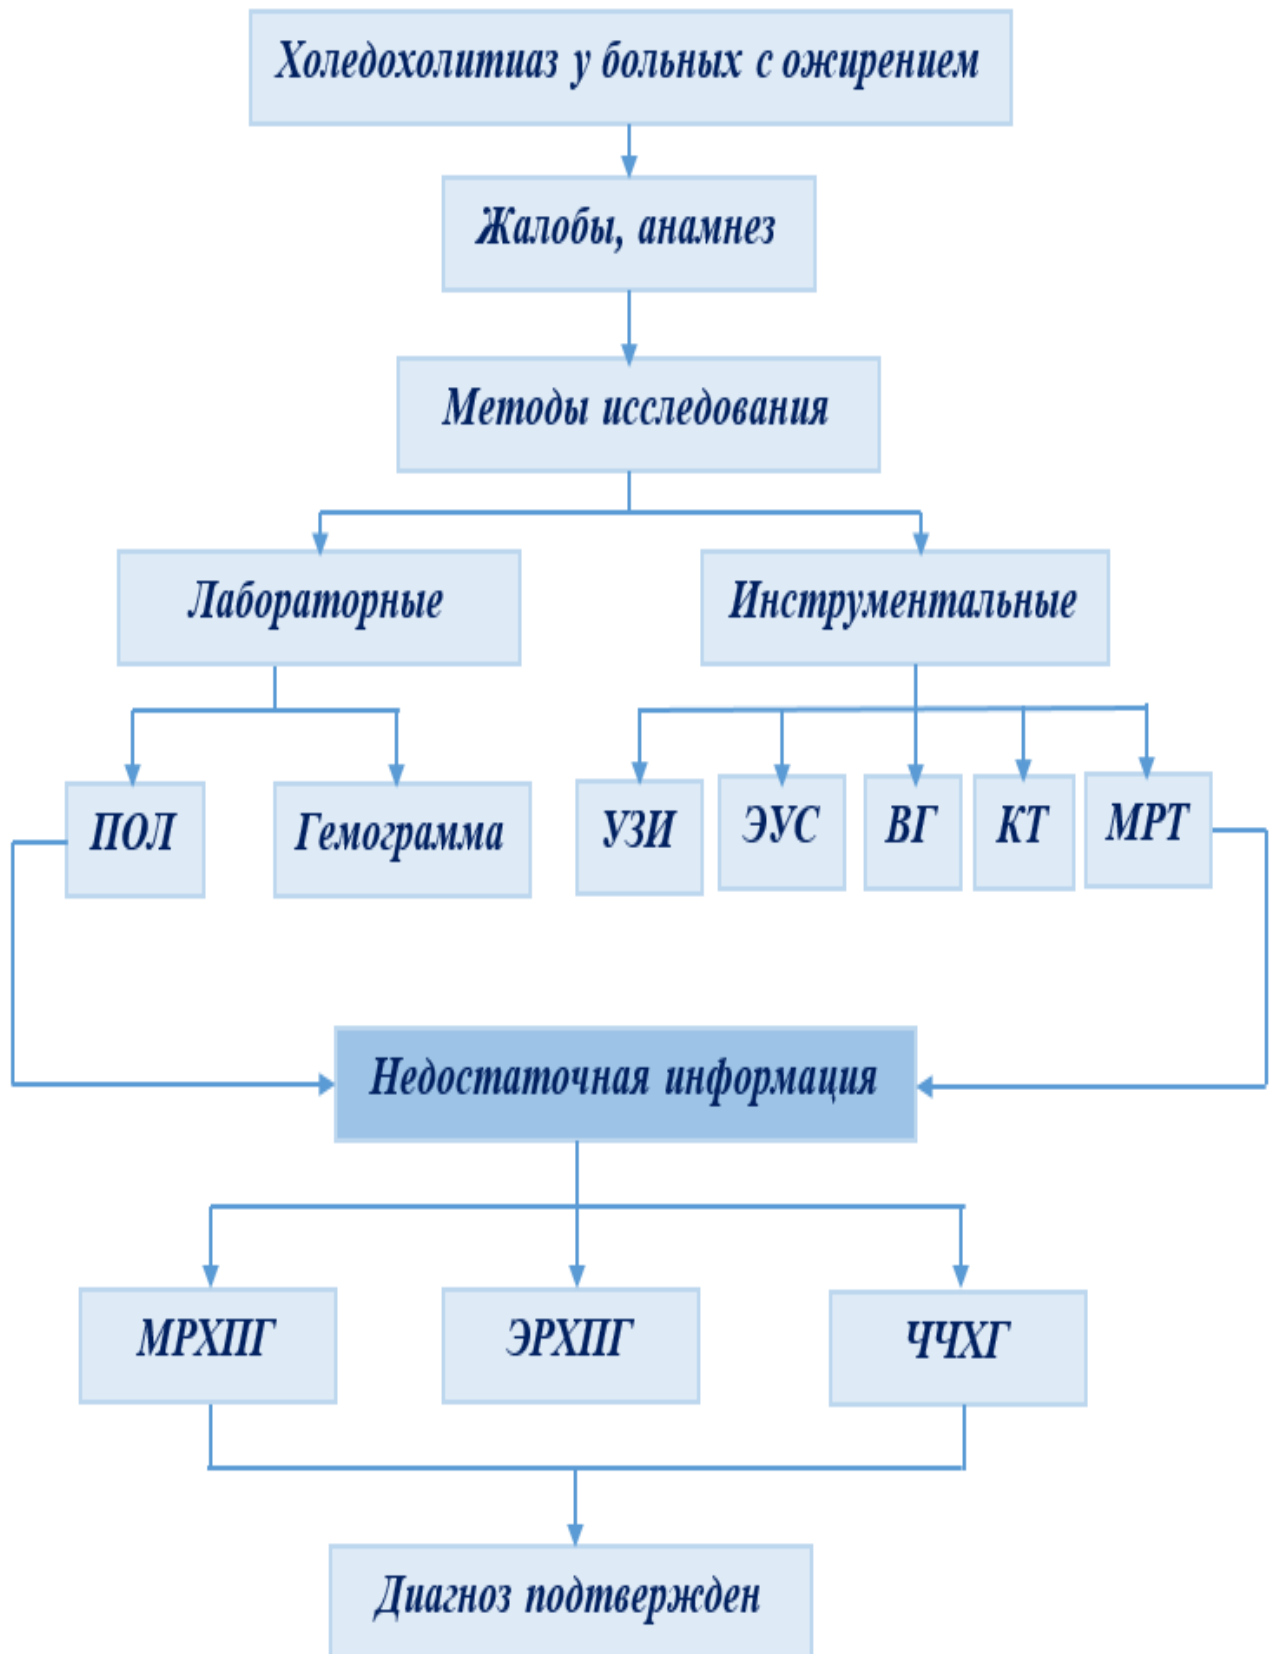 Холедохолитиаз у больных с ожирением
Жалобы, анамнез
Методы исследования
Лабораторные
Инструментальные
ПОЛ
Гемограмма
УЗИ
ЭУС
ВГ
КТ
МРТ
Недостаточная информация
МРХПГ
ЭРХПГ
ЧЧХГ
Диагноз подтвержден